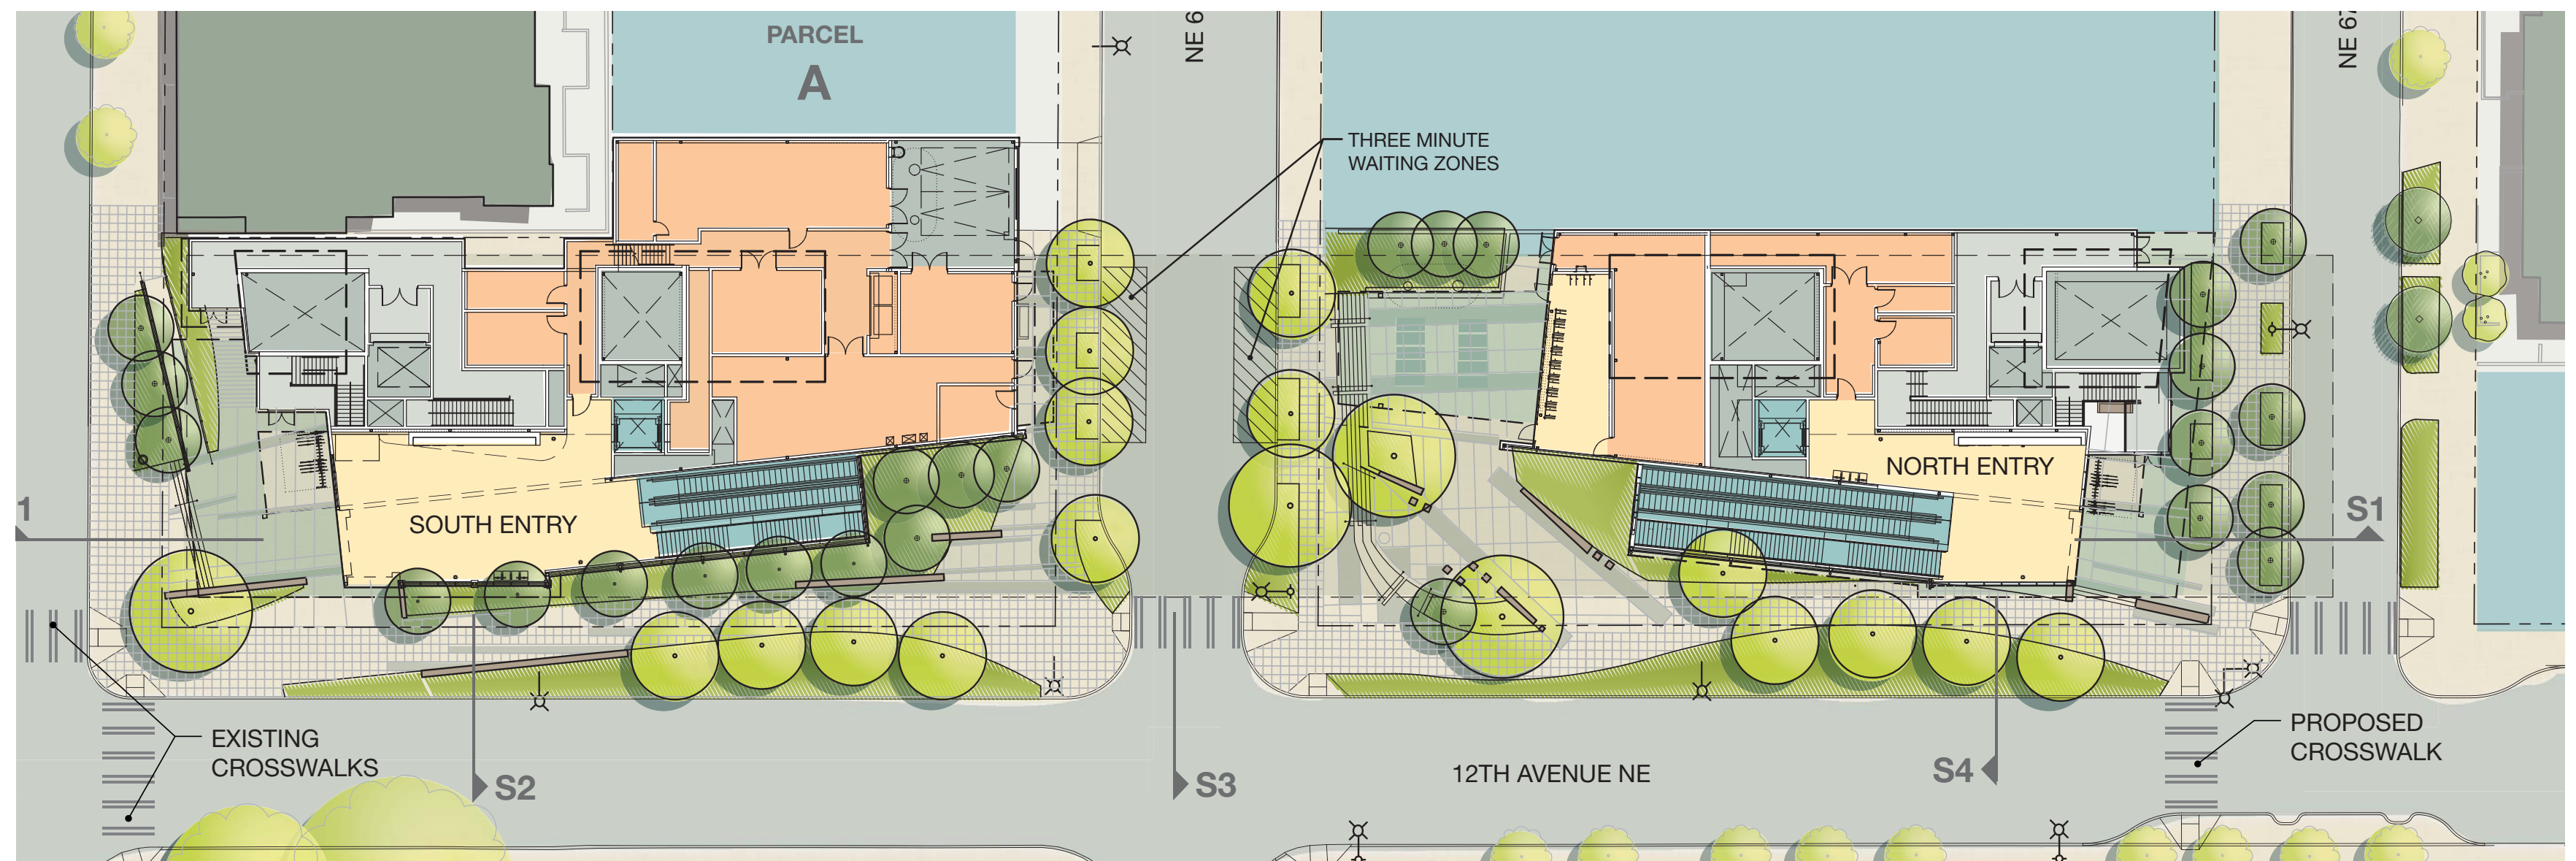 PARCEL
A
NE 6
NE 67
THREE MINUTE
WAITING ZONES
SOUTH ENTRY
NORTH ENTRY
1
S1
EXISTING
CROSSWALKS
S2
S3
12TH AVENUE NE
S4
PROPOSED
CROSSWALK